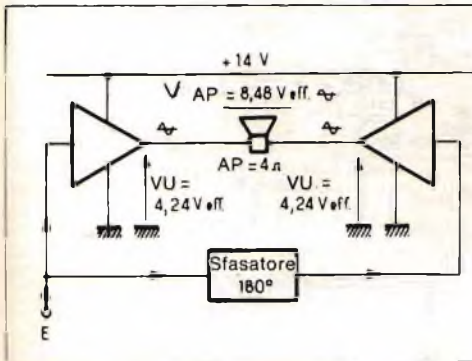 +14 V
V AP = 8,48 V eff.
AP = 4 Ω
VU =
4,24 V eff.
VU =
4,24 V eff.
Sfasatore
180°
E